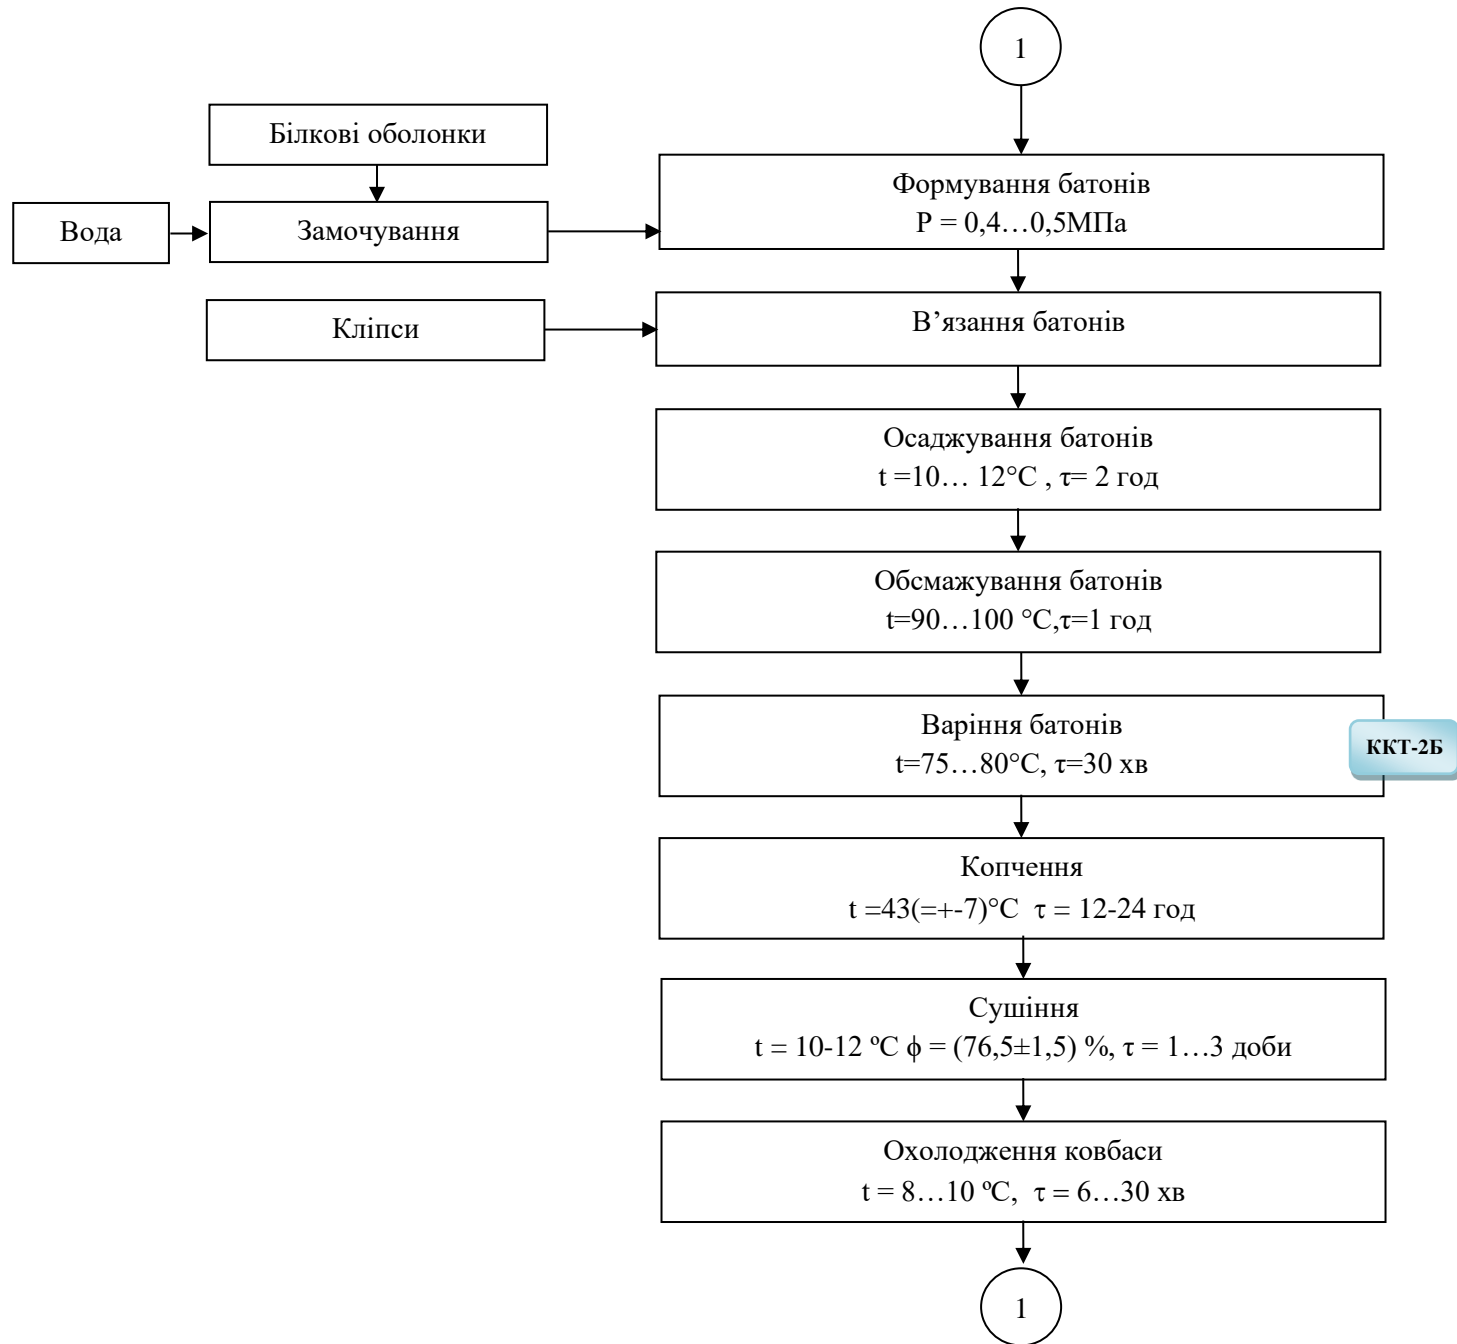 1
Білкові оболонки
Формування батонів
Р = 0,4…0,5МПа
Вода
Замочування
Кліпси
В’язання батонів
Осаджування батонів
t =10… 12°С , τ= 2 год
Обсмажування батонів
t=90…100 °С,τ=1 год
Варіння батонів
t=75…80°С, τ=30 хв
ККТ-2Б
Копчення
t =43(=+-7)°С τ = 12-24 год
Сушіння
t = 10-12 ºС ϕ = (76,5±1,5) %, τ = 1…3 доби
Охолодження ковбаси
t = 8…10 ºС, τ = 6…30 хв
1